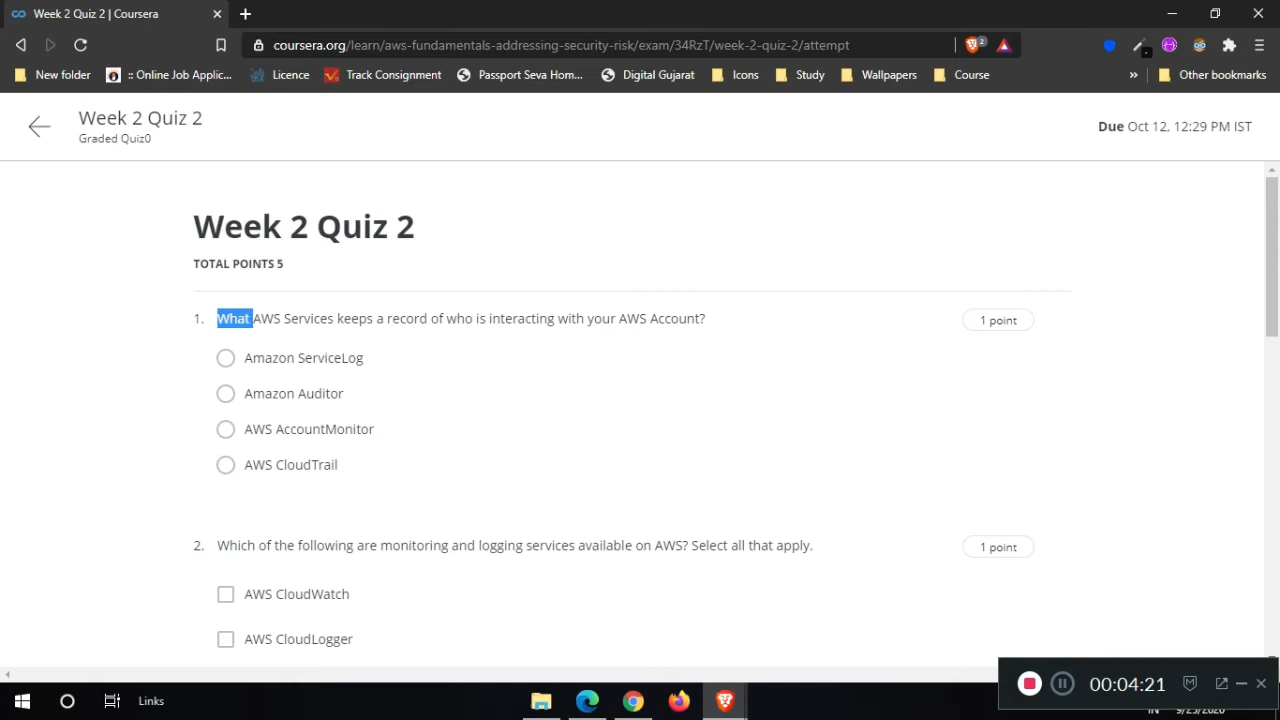 Week 2 Quiz 2 | Coursera
coursera.org/learn/aws-fundamentals-addressing-security-risk/exam/34RzT/week-2-quiz-2/attempt
2
New folder
:: Online Job Applic...
Licence
Track Consignment
Passport Seva Hom...
Digital Gujarat
Icons
Study
Wallpapers
Course
Other bookmarks
Week 2 Quiz 2
Graded Quiz0
Due Oct 12, 12:29 PM IST
Week 2 Quiz 2
TOTAL POINTS 5
1. What AWS Services keeps a record of who is interacting with your AWS Account?
1 point
Amazon ServiceLog
Amazon Auditor
AWS AccountMonitor
AWS CloudTrail
2. Which of the following are monitoring and logging services available on AWS? Select all that apply.
1 point
AWS CloudWatch
AWS CloudLogger
00:04:21
Links
IN